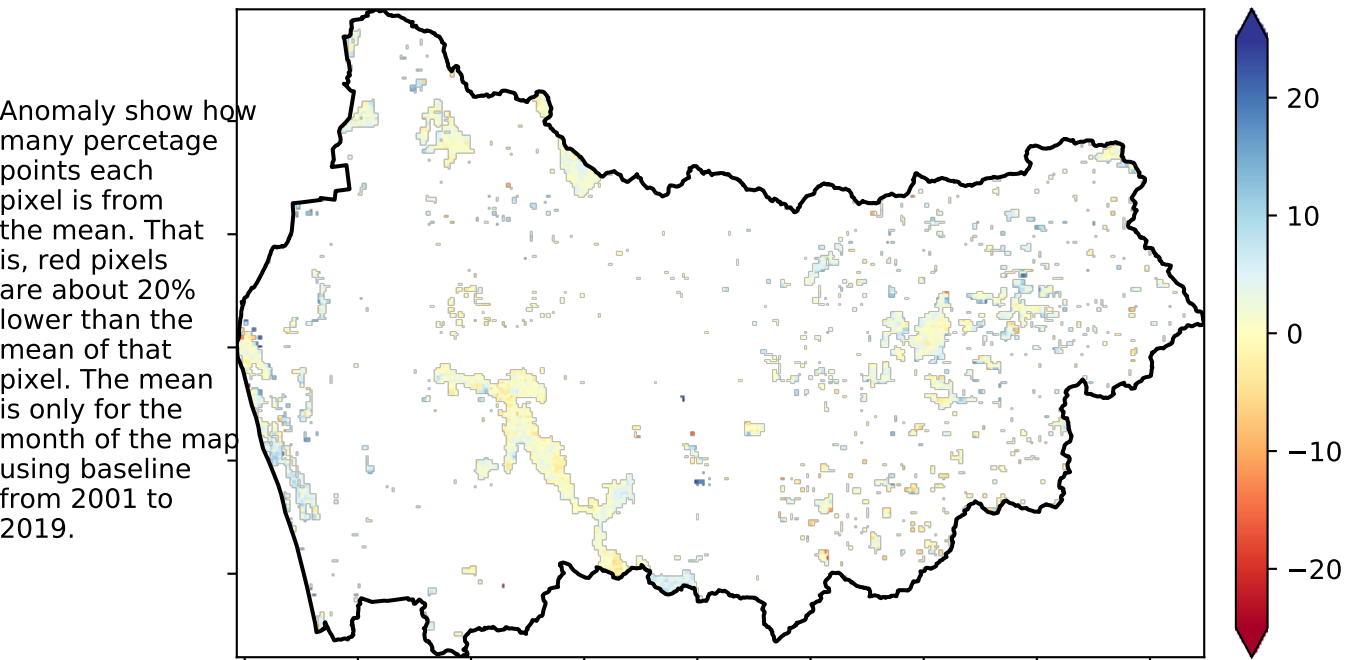 Anomaly show how
many percetage
points each
pixel is from
the mean. That
is, red pixels
are about 20%
lower than the
mean of that
pixel. The mean
is only for the
month of the map
using baseline
from 2001 to
2019.
20
10
0
−10
−20